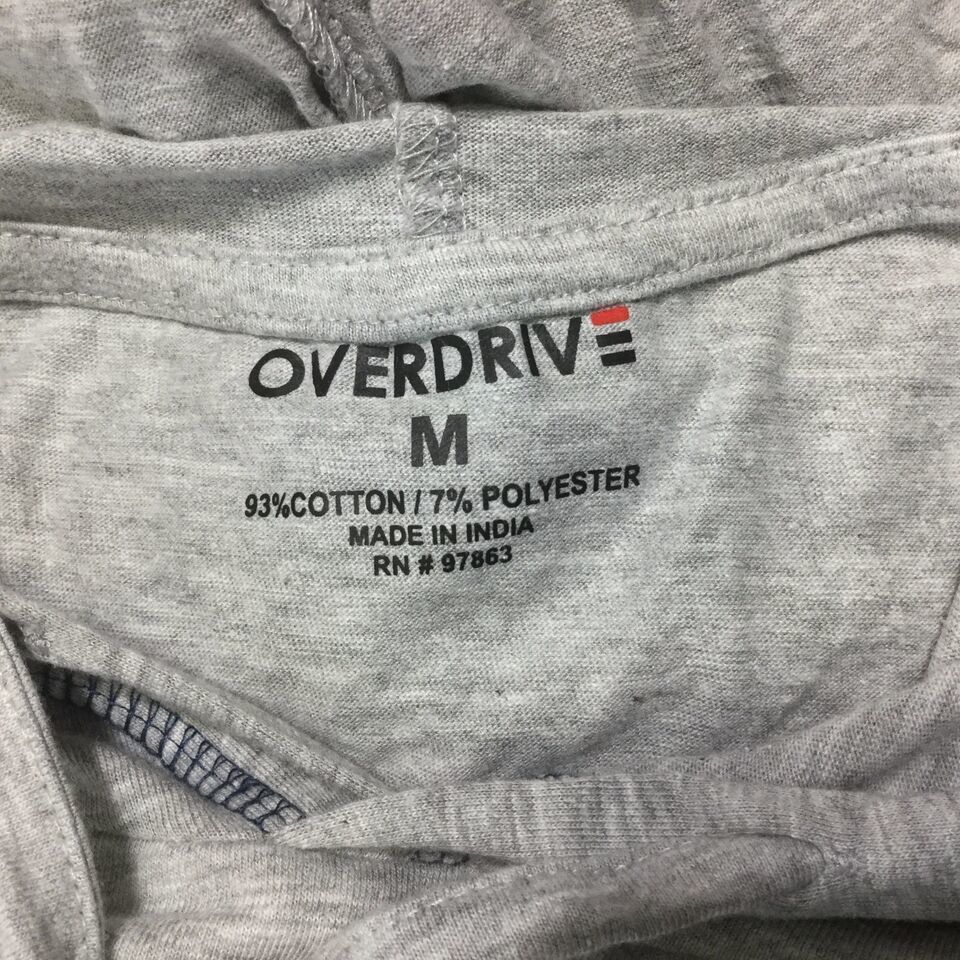 OVERDRIVE
M
93%COTTON / 7% POLYESTER
MADE IN INDIA
RN # 97863